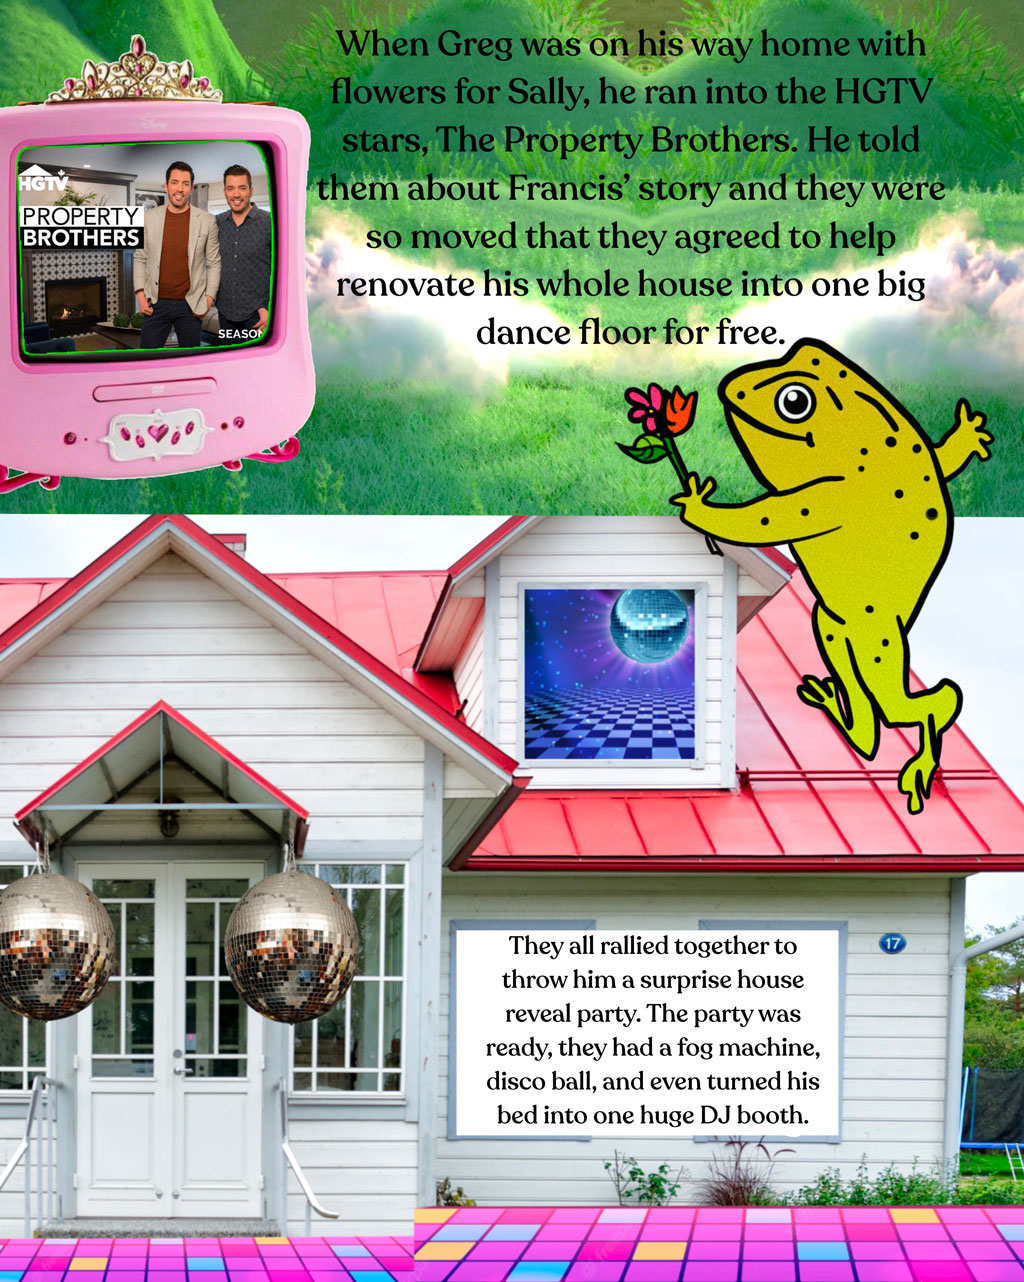 When Greg was on his way home with
flowers for Sally, he ran into the HGTV
stars, The Property Brothers. He told
them about Francis’ story and they were
so moved that they agreed to help
renovate his whole house into one big
dance floor for free.
Disney
HGTV
PROPERTY
BROTHERS
SEASON
They all rallied together to
throw him a surprise house
reveal party. The party was
ready, they had a fog machine,
disco ball, and even turned his
bed into one huge DJ booth.
17